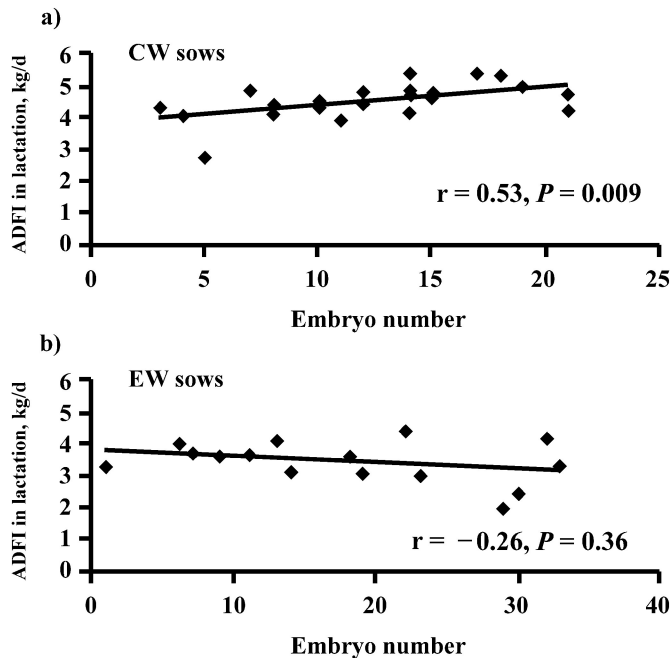 a)
CW sows
ADFI in lactation, kg/d
6
5
4
3
2
1
0
r = 0.53, P = 0.009
0 5 10 15 20 25
Embryo number
b)
EW sows
ADFI in lactation, kg/d
6
5
4
3
2
1
0
r = −0.26, P = 0.36
0 10 20 30 40
Embryo number